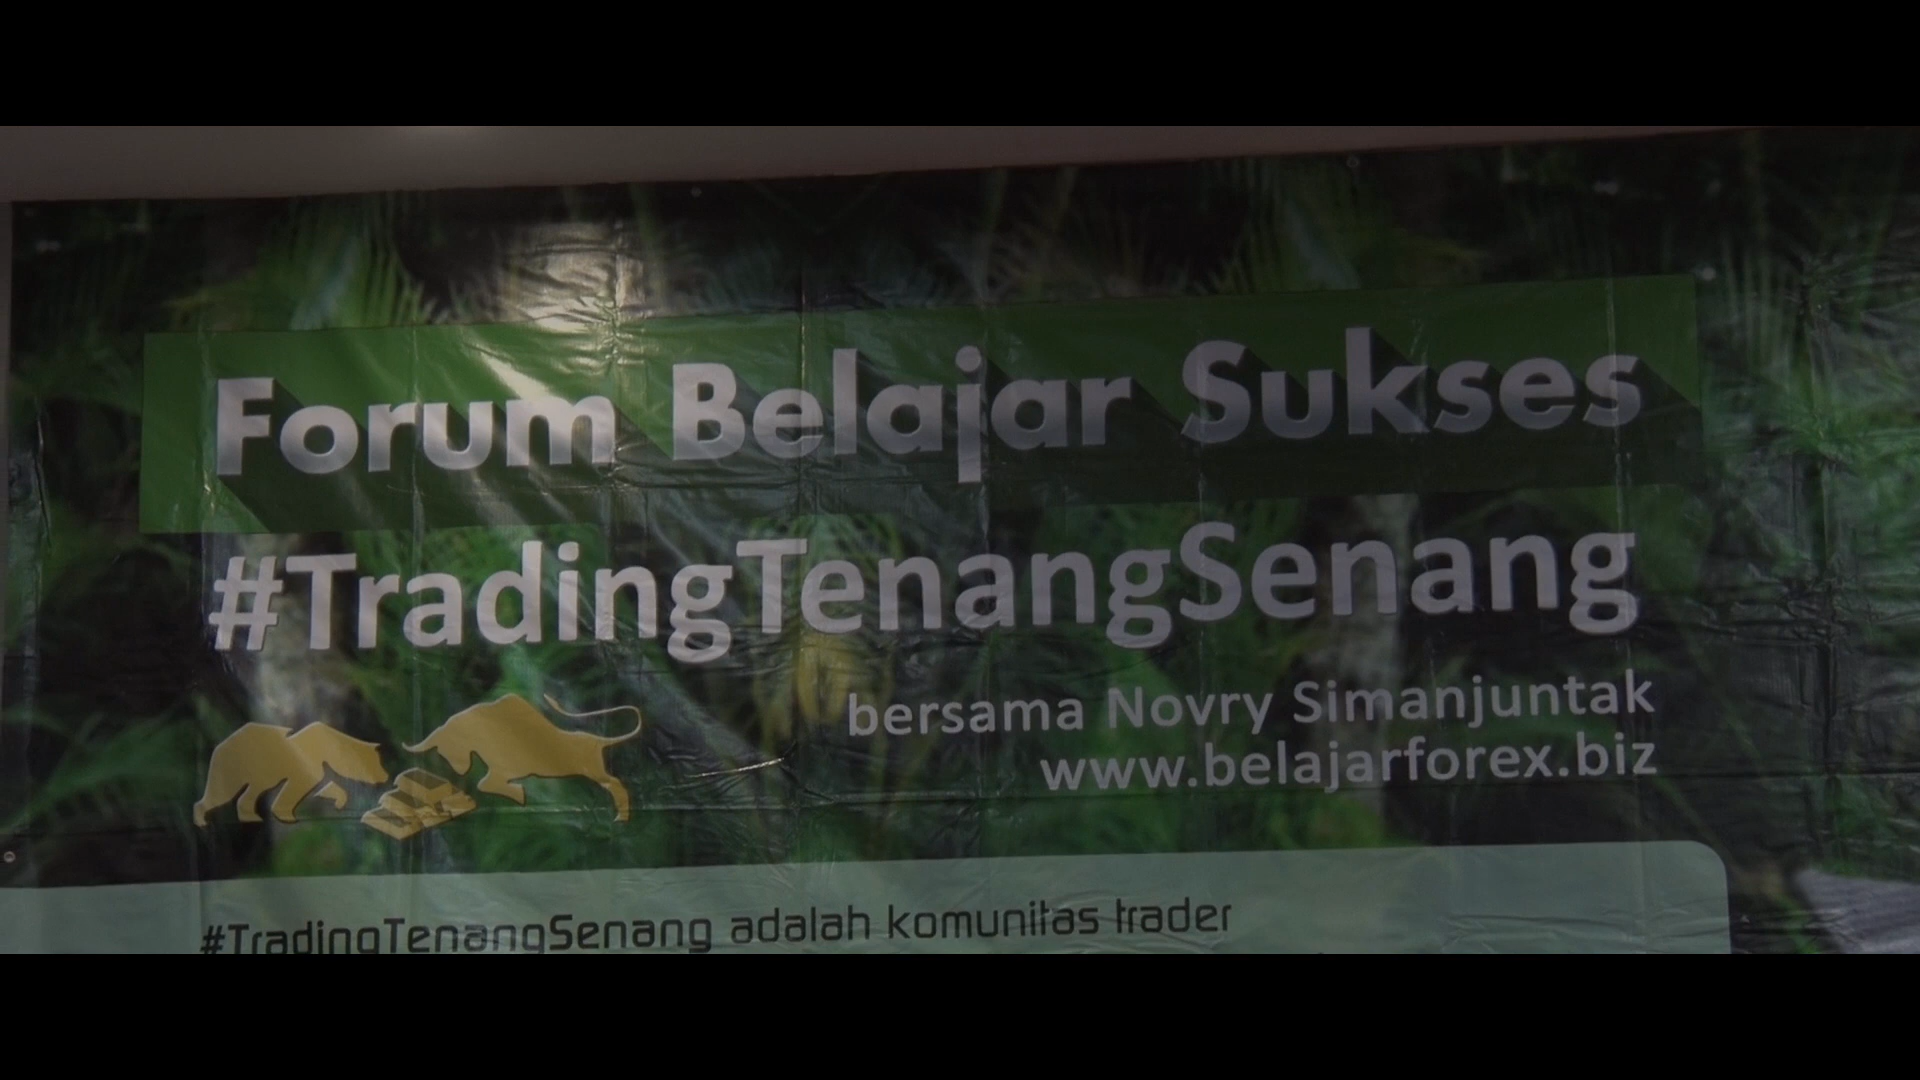 Forum Belajar Sukses
#TradingTenangSenang
bersama Novry Simanjuntak
www.belajarforex.biz
#TradingTenangSenang adalah komunitas trader